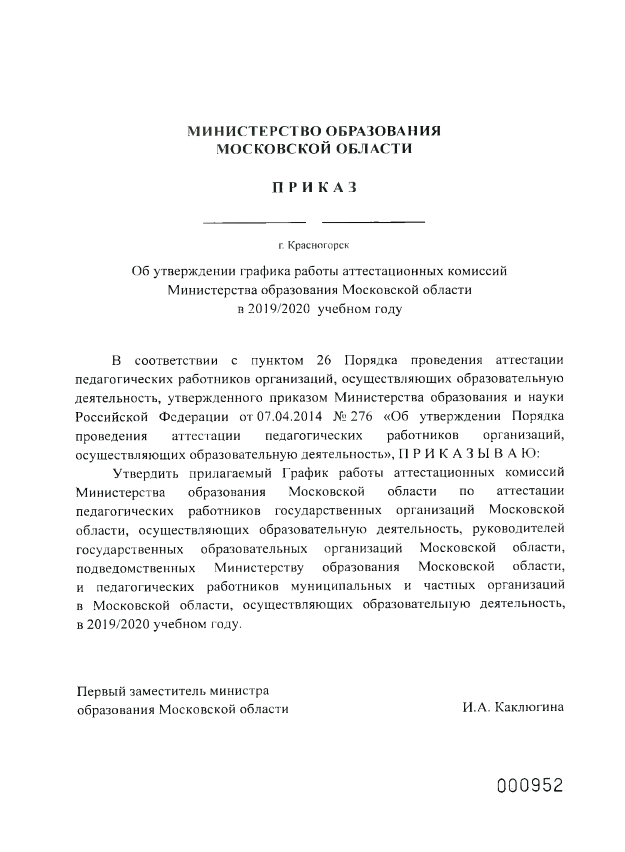 МИНИСТЕРСТВО ОБРАЗОВАНИЯ
МОСКОВСКОЙ ОБЛАСТИ
П Р И К А З
г. Красногорск
Об утверждении графика работы аттестационных комиссий
Министерства образования Московской области
в 2019/2020 учебном году
В соответствии с пунктом 26 Порядка проведения аттестации
педагогических работников организаций, осуществляющих образовательную
деятельность, утвержденного приказом Министерства образования и науки
Российской Федерации от 07.04.2014 № 276 «Об утверждении Порядка
проведения аттестации педагогических работников организаций,
осуществляющих образовательную деятельность», П Р И К А З Ы В А Ю:
Утвердить прилагаемый График работы аттестационных комиссий
Министерства образования Московской области по аттестации
педагогических работников государственных организаций Московской
области, осуществляющих образовательную деятельность, руководителей
государственных образовательных организаций Московской области,
подведомственных Министерству образования Московской области,
и педагогических работников муниципальных и частных организаций
в Московской области, осуществляющих образовательную деятельность,
в 2019/2020 учебном году.
Первый заместитель министра
образования Московской области
И.А. Каклюгина
000952